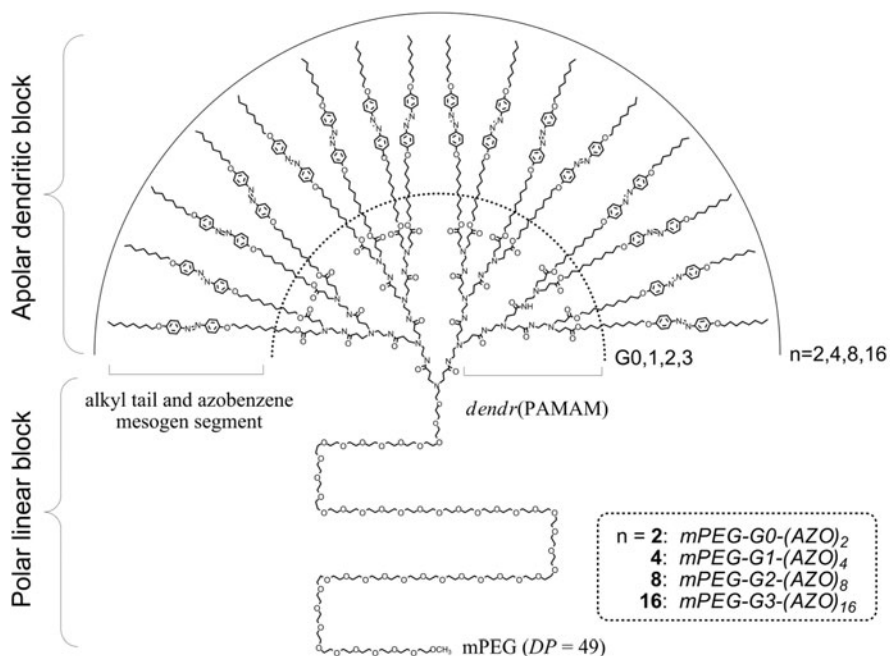 Apolar dendritic block
G0,1,2,3
n=2,4,8,16
alkyl tail and azobenzene
mesogen segment
dendr(PAMAM)
Polar linear block
n = 2: mPEG-G0-(AZO)2
4: mPEG-G1-(AZO)4
8: mPEG-G2-(AZO)8
16: mPEG-G3-(AZO)16
OCH3 mPEG (DP = 49)